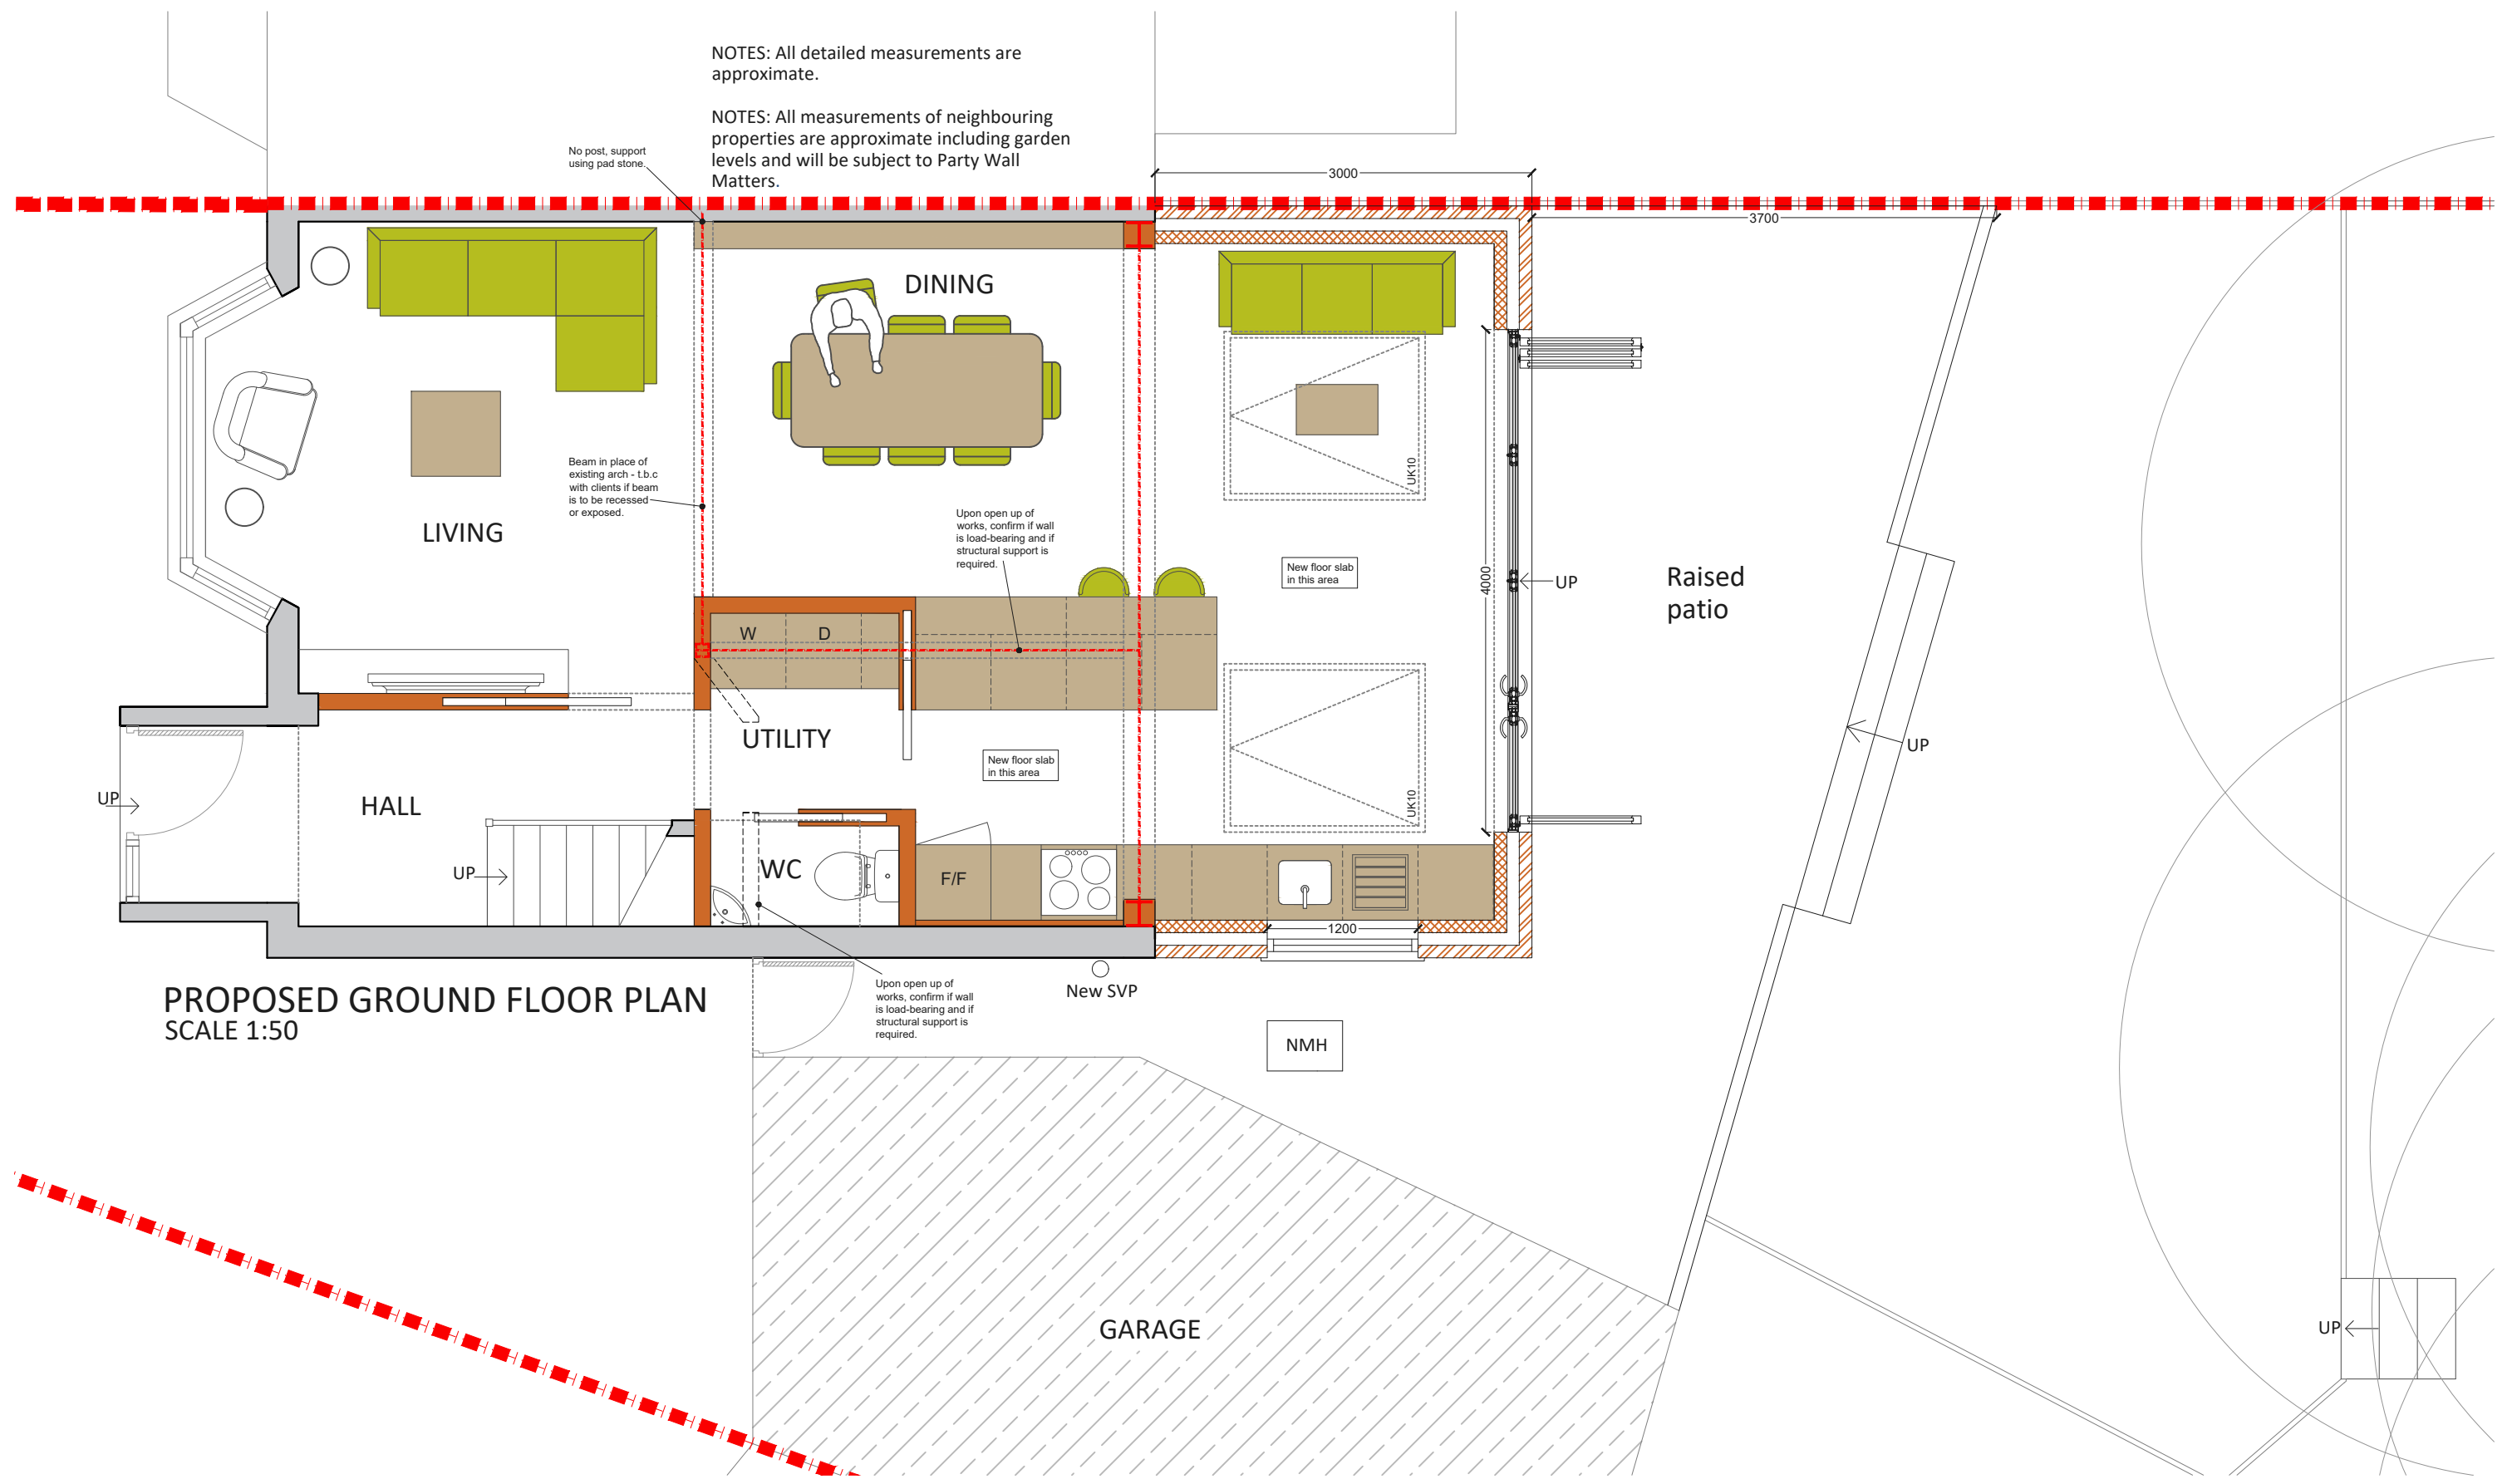 NOTES: All detailed measurements are
approximate.
NOTES: All measurements of neighbouring
properties are approximate including garden
levels and will be subject to Party Wall
Matters.
No post, support
using pad stone.
3000
3700
DINING
Beam in place of
existing arch - t.b.c
with clients if beam
is to be recessed
or exposed.
LIVING
Upon open up of
works, confirm if wall
is load-bearing and if
structural support is
required.
UK10
New floor slab
in this area
4000
UP
Raised
patio
W
D
UTILITY
New floor slab
in this area
UP
UP
HALL
UK10
UP
WC
F/F
1200
PROPOSED GROUND FLOOR PLAN
SCALE 1:50
Upon open up of
works, confirm if wall
is load-bearing and if
structural support is
required.
New SVP
NMH
GARAGE
UP